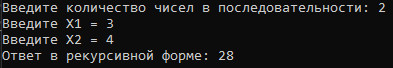 Введите количество чисел в последовательности: 2
Введите X1 = 3
Введите X2 = 4
Ответ в рекурсивной форме: 28